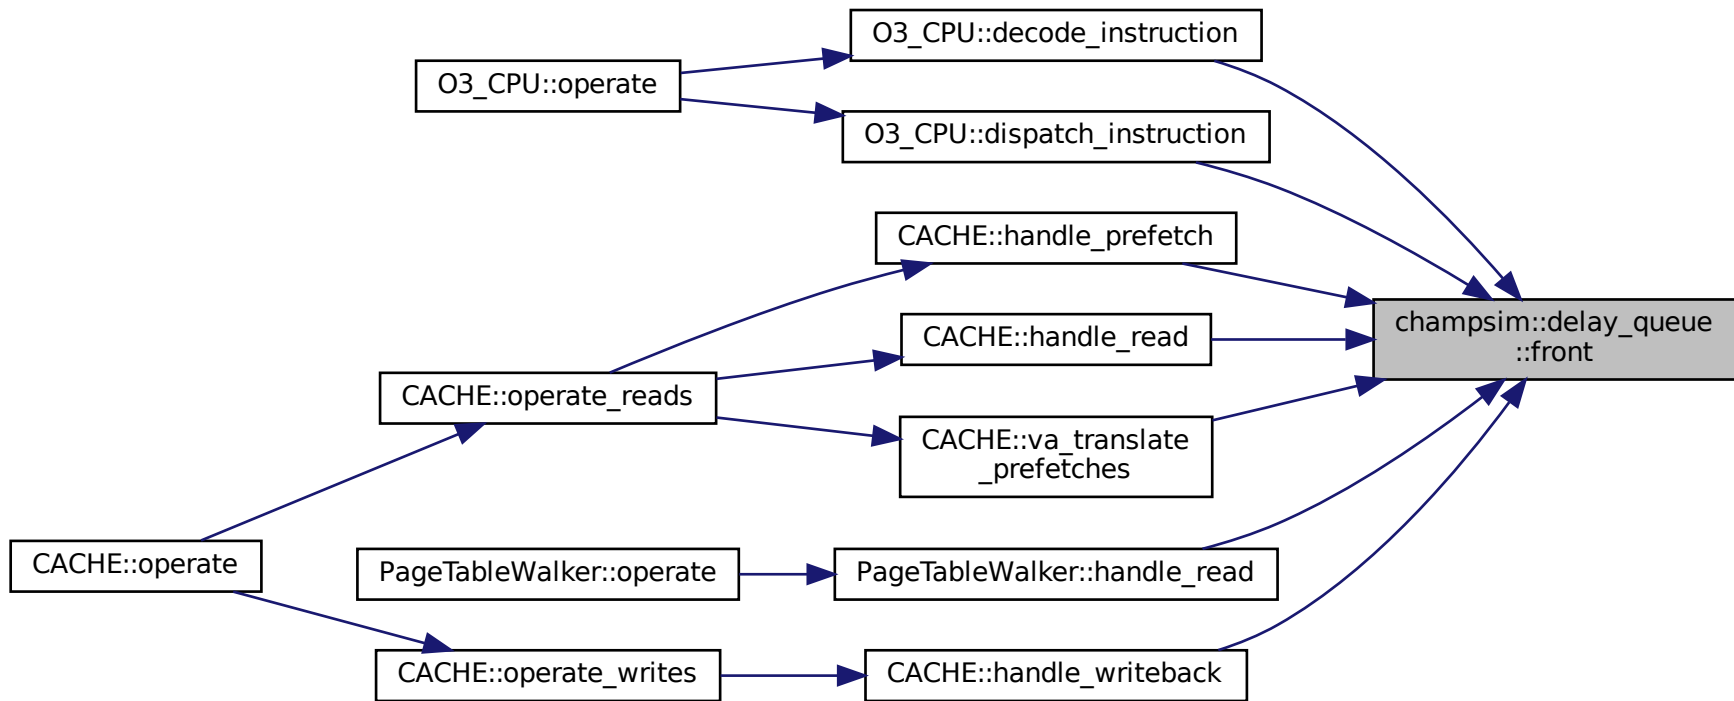 O3_CPU::decode_instruction
O3_CPU::operate
O3_CPU::dispatch_instruction
CACHE::handle_prefetch
champsim::delay_queue
::front
CACHE::handle_read
CACHE::operate_reads
CACHE::va_translate
_prefetches
CACHE::operate
PageTableWalker::operate
PageTableWalker::handle_read
CACHE::operate_writes
CACHE::handle_writeback